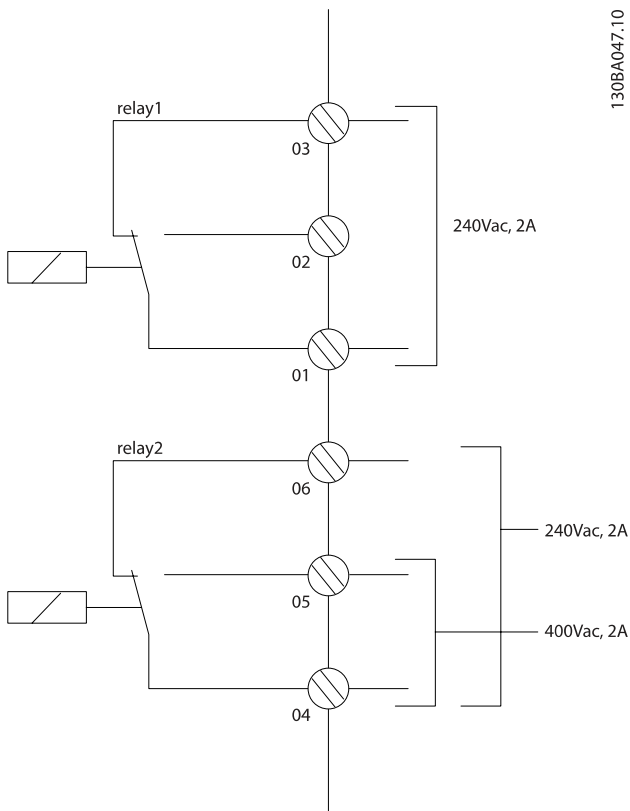 130BA047.10
relay1
03
02
240Vac, 2A
01
relay2
06
05
240Vac, 2A
400Vac, 2A
04